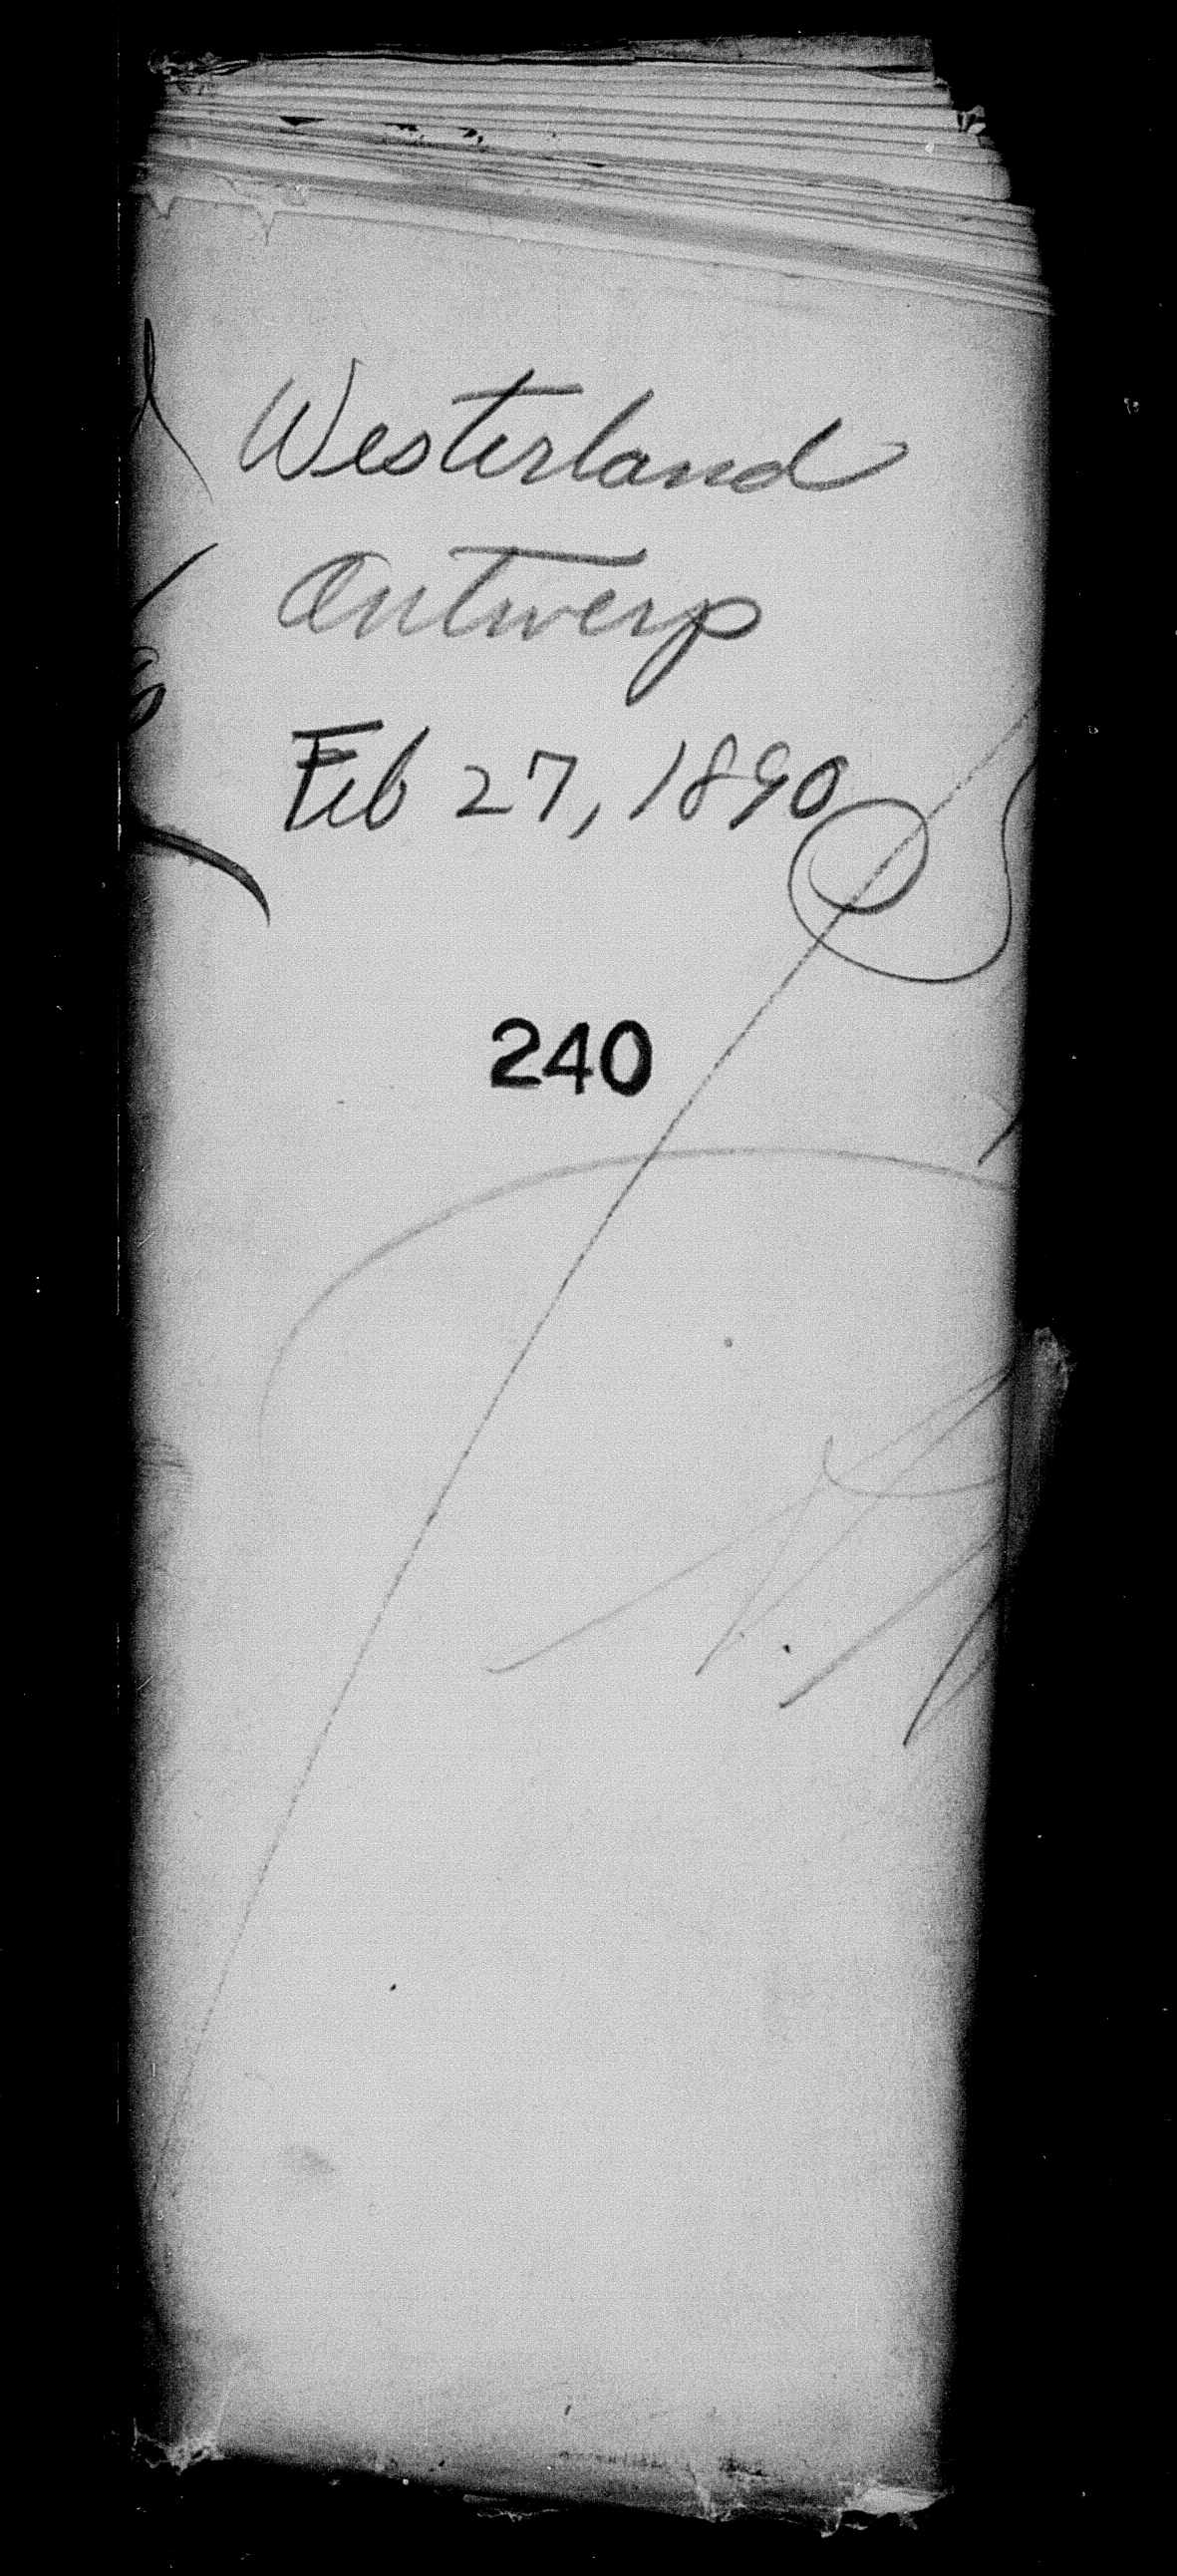 Westerland
Antwerp
Feb 27, 1890
240